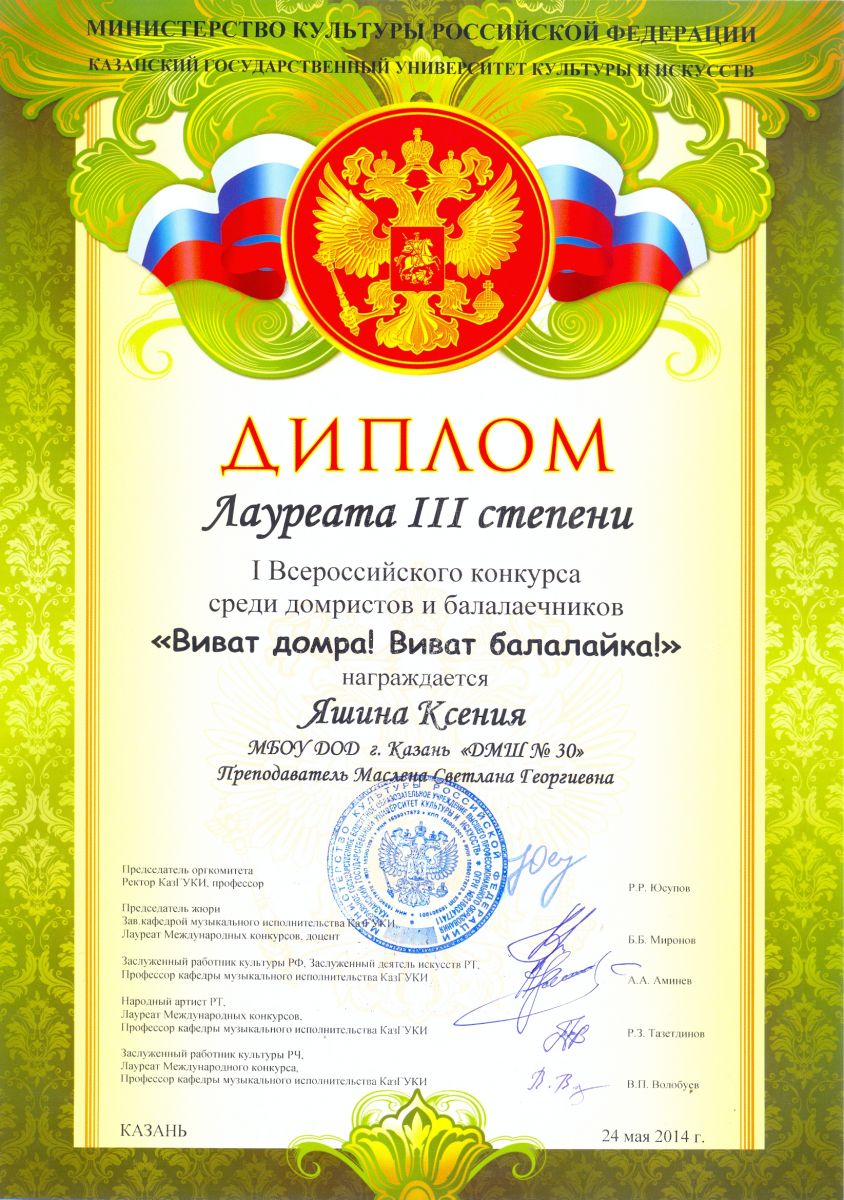 МИНИСТЕРСТВО КУЛЬТУРЫ РОССИЙСКОЙ ФЕДЕРАЦИИ
КАЗАНСКИЙ ГОСУДАРСТВЕННЫЙ УНИВЕРСИТЕТ КУЛЬТУРЫ И ИСКУССТВ
ДИПЛОМ
Лауреата III степени
I Всероссийского конкурса
среди домристов и балалаечников
«Виват домра! Виват балалайка!»
награждается
Яшина Ксения
МБОУ ДОД г. Казань «ДМШ № 30»
Преподаватель Маслена Светлана Георгиевна
МИНИСТЕРСТВО КУЛЬТУРЫ РОССИЙСКОЙ ФЕДЕРАЦИИ
Председатель оргкомитета
Ректор КазГУКИ, профессор
Р.Р. Юсупов
Председатель жюри
Зав.кафедрой музыкального исполнительства КазГУКИ,
Лауреат Международных конкурсов, доцент
Б.Б. Миронов
Заслуженный работник культуры РФ, Заслуженный деятель искусств РТ,
Профессор кафедры музыкального исполнительства КазГУКИ
А.А. Аминев
Народный артист РТ,
Лауреат Международных конкурсов,
Профессор кафедры музыкального исполнительства КазГУКИ
Р.З. Тазетдинов
Заслуженный работник культуры РЧ,
Лауреат Международного конкурса,
Профессор кафедры музыкального исполнительства КазГУКИ
В.П. Волобуев
КАЗАНЬ
24 мая 2014 г.